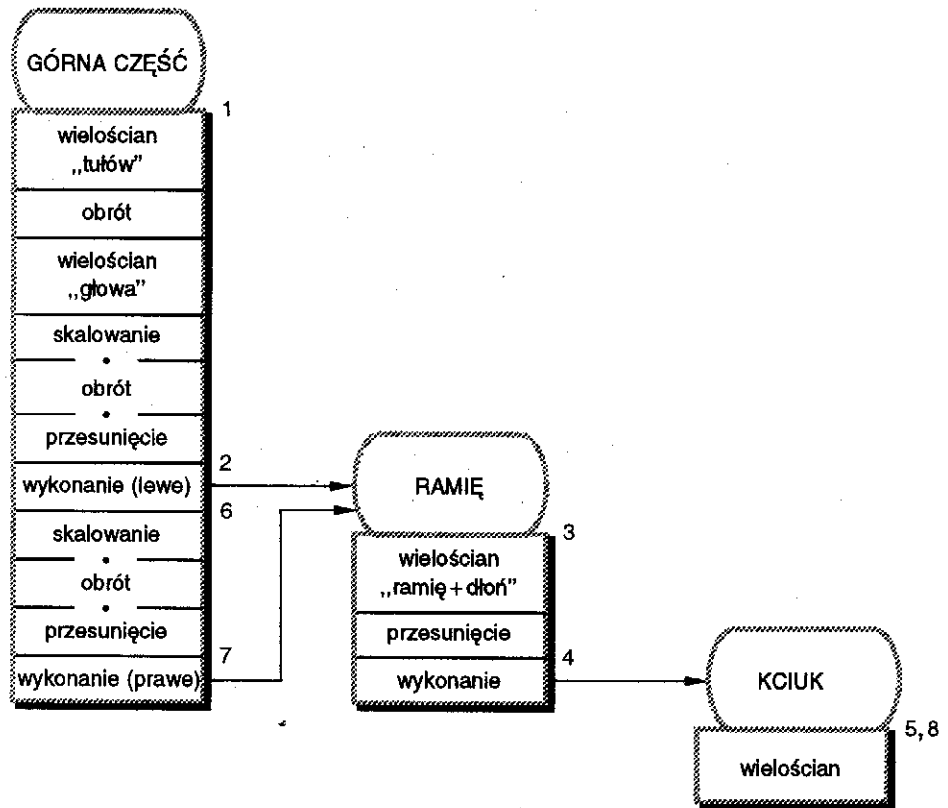 GÓRNA CZĘŚĆ
1
wielościan
„tułów”
obrót
wielościan
„głowa”
skalowanie
obrót
przesunięcie
2
wykonanie (lewe)
6
skalowanie
obrót
przesunięcie
7
wykonanie (prawe)
RAMIĘ
3
wielościan
„ramię+dłoń”
przesunięcie
4
wykonanie
KCIUK
5,8
wielościan